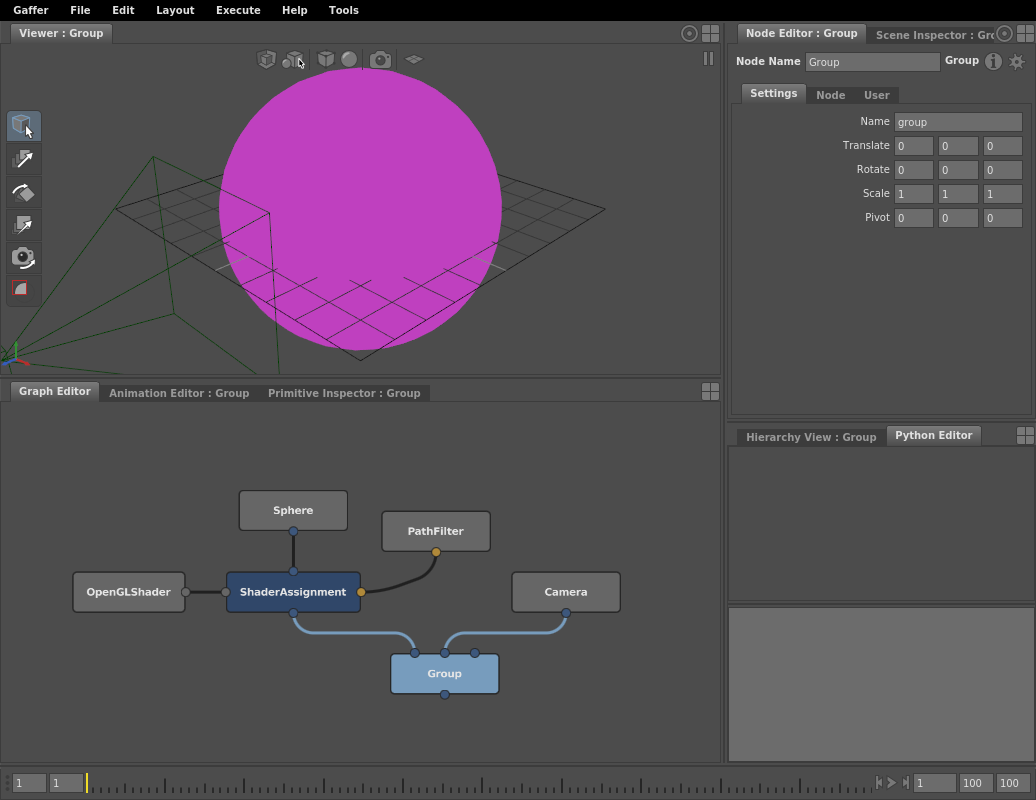 Gaffer File Edit Layout Execute Help Tools
Viewer : Group
Node Editor : Group Scene Inspector : Gro
Node Name Group Group
Settings Node User
Name group
Translate 0 0 0
Rotate 0 0 0
Scale 1 1 1
Pivot 0 0 0
Graph Editor Animation Editor : Group Primitive Inspector : Group
Hierarchy View : Group Python Editor
Sphere
PathFilter
OpenGLShader
ShaderAssignment
Camera
Group
1 1 1 100 100